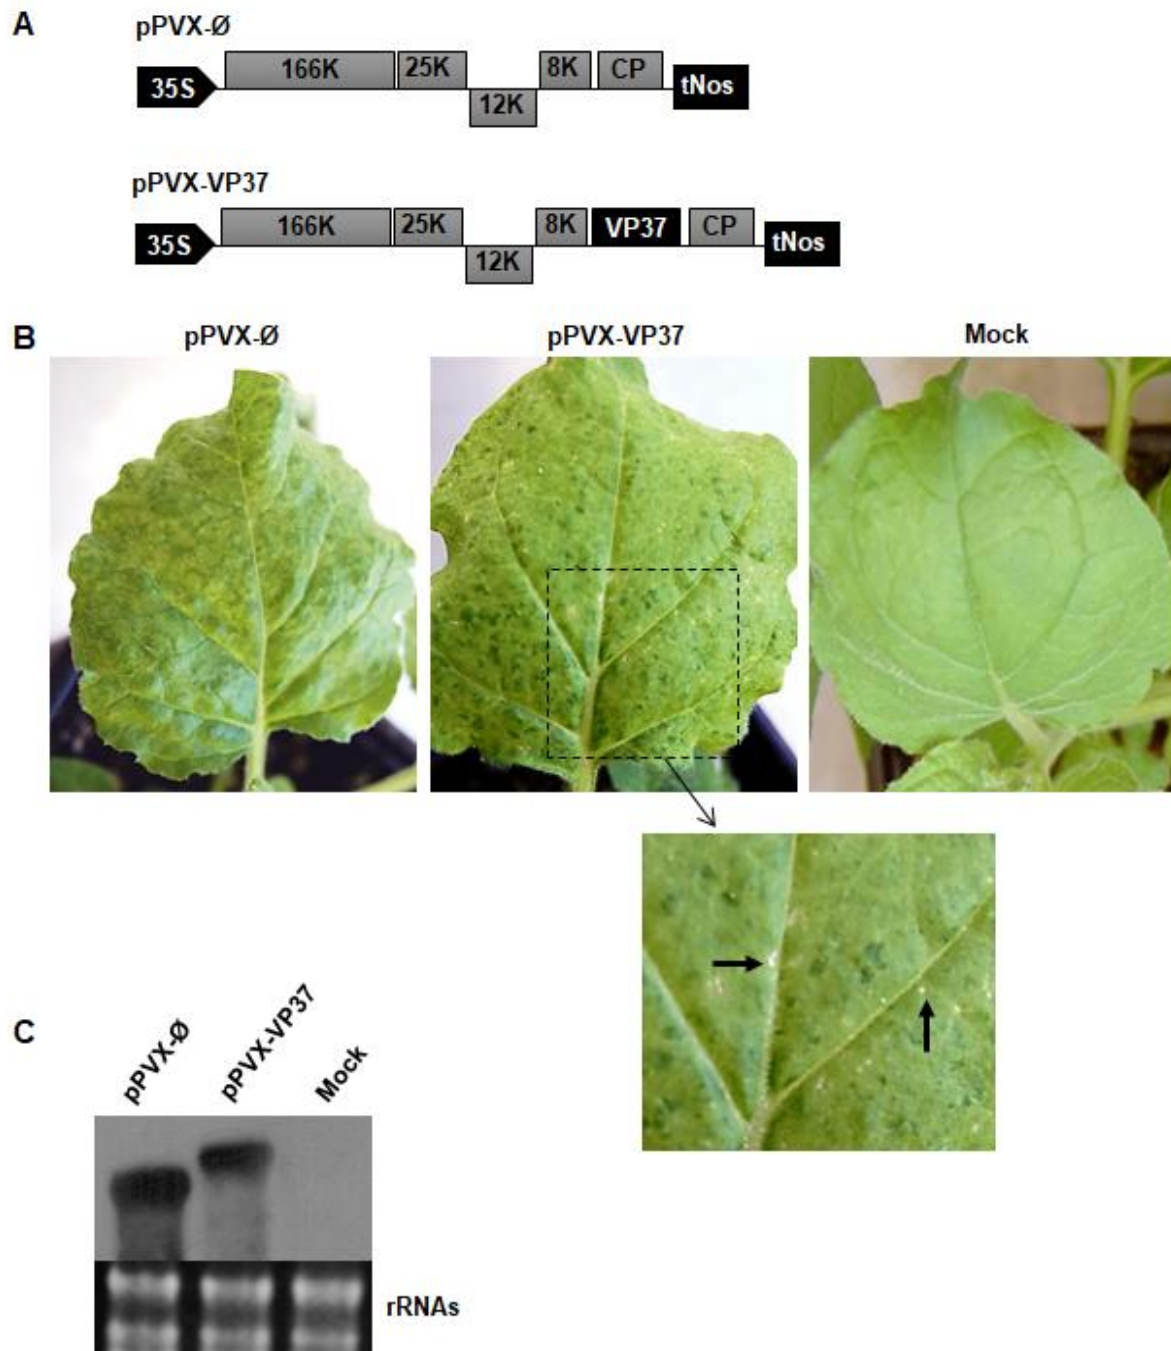 A
pPVX-Ø
35S 166K 25K 12K 8K CP tNos
pPVX-VP37
35S 166K 25K 12K 8K VP37 CP tNos
B
pPVX-Ø pPVX-VP37 Mock
C
pPVX-Ø pPVX-VP37 Mock
rRNAs